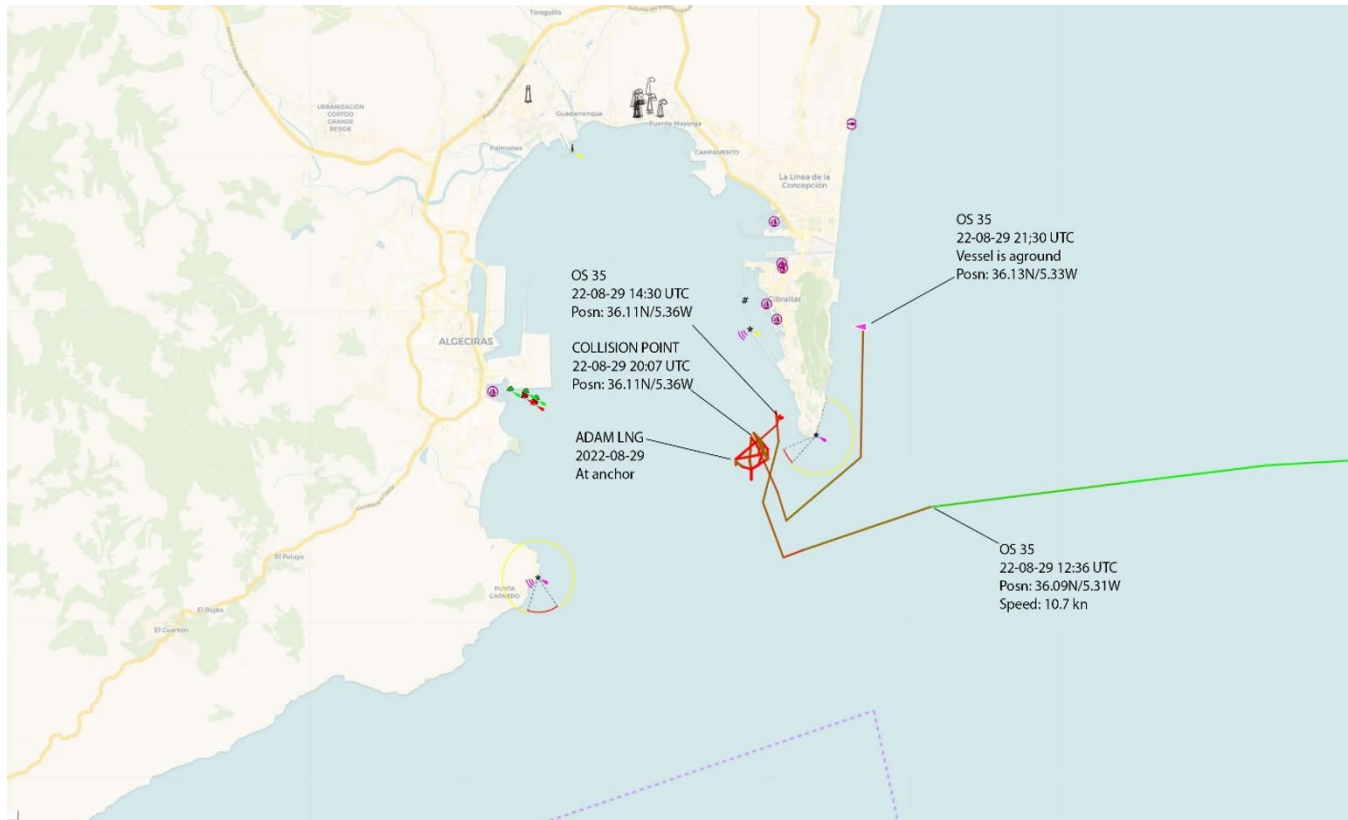 Taraguilla
Autovía del Mediterráneo
URBANIZACIÓN
CORTIJO
GRANDE
RESIDE
Guadarranque
Puente Mayorga
Palmones
CAMPAMENTO
La Línea de la
Concepción
OS 35
22-08-29 21;30 UTC
Vessel is aground
Posn: 36.13N/5.33W
OS 35
22-08-29 14:30 UTC
Posn: 36.11N/5.36W
#
Gibraltar
ALGECIRAS
COLLISION POINT
22-08-29 20:07 UTC
Posn: 36.11N/5.36W
ADAM LNG
2022-08-29
At anchor
OS 35
22-08-29 12:36 UTC
Posn: 36.09N/5.31W
Speed: 10.7 kn
El Pelayo
PUNTA
CARNERO
El Bujeo
El Cuarton